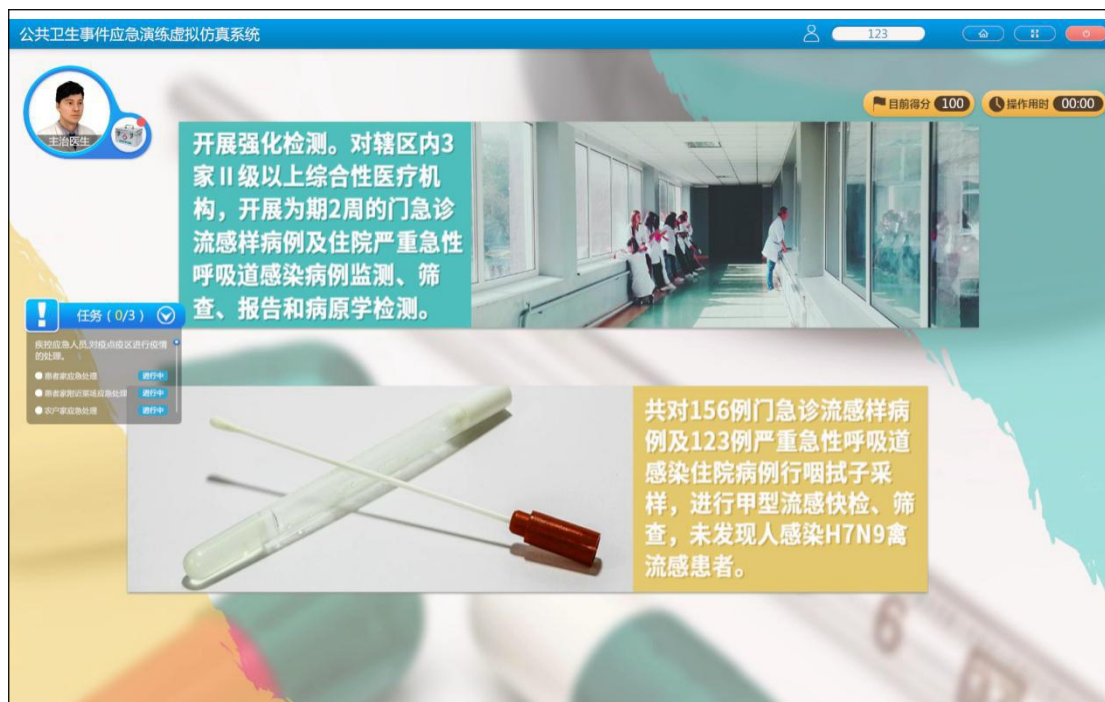 公共卫生事件应急演练虚拟仿真系统
123
目前得分 100
操作用时 00:00
主治医生
开展强化检测。对辖区内3
家Ⅱ级以上综合性医疗机
构，开展为期2周的门急诊
流感样病例及住院严重急性
呼吸道感染病例监测、筛
查、报告和病原学检测。
任务（0/3）
疾控应急人员,对疫点疫区进行疫情
的处理。
患者家应急处理 进行中
患者家附近菜场应急处理 进行中
农户家应急处理 进行中
共对156例门急诊流感样病
例及123例严重急性呼吸道
感染住院病例行咽拭子采
样，进行甲型流感快检、筛
查，未发现人感染H7N9禽
流感患者。
6